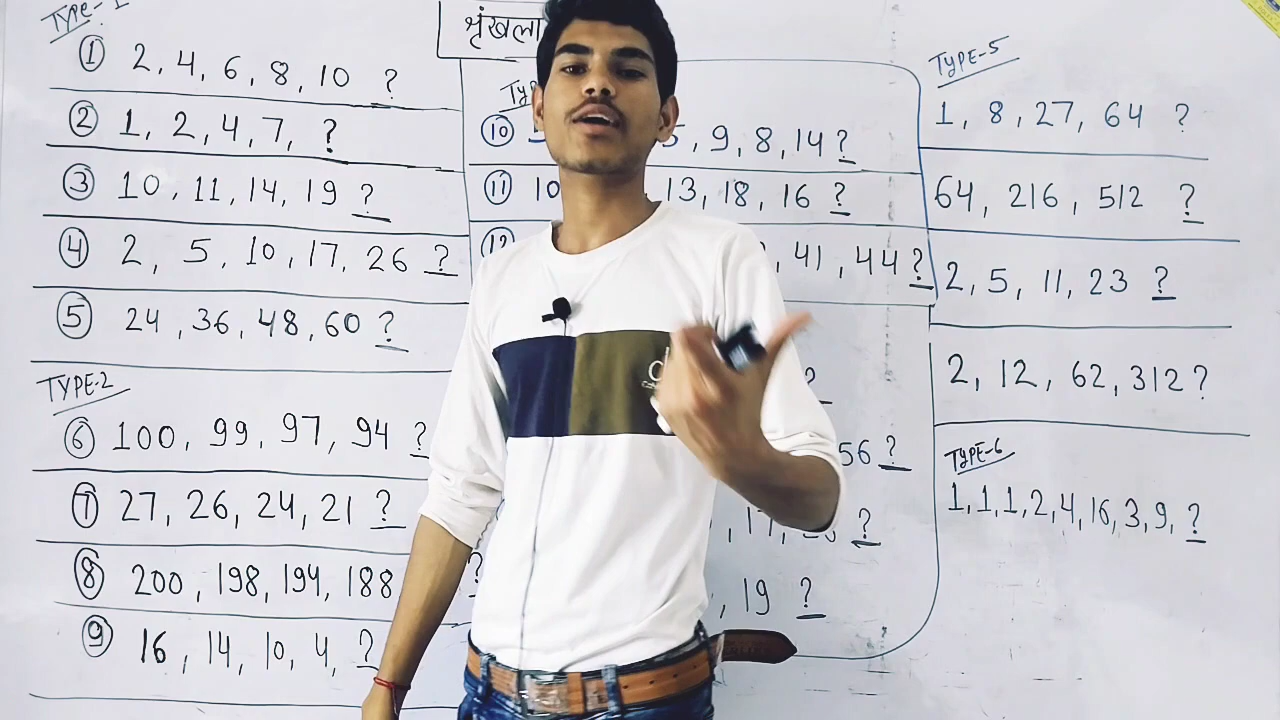 TYPE-1
① 2, 4, 6, 8, 10 ?
② 1, 2, 4, 7, ?
③ 10, 11, 14, 19 ?
④ 2, 5, 10, 17, 26 ?
⑤ 24, 36, 48, 60 ?
TYPE-2
⑥ 100, 99, 97, 94 ?
⑦ 27, 26, 24, 21 ?
⑧ 200, 198, 194, 188 ?
⑨ 16, 14, 10, 4, ?
शृंखला
⑩ 9, 8, 14 ?
⑪ 10 13, 18, 16 ?
⑫ , 41, 44 ?
56 ?
?
, 19 ?
TYPE-5
1, 8, 27, 64 ?
64, 216, 512 ?
2, 5, 11, 23 ?
2, 12, 62, 312 ?
TYPE-6
1, 1, 1, 2, 4, 16, 3, 9, ?